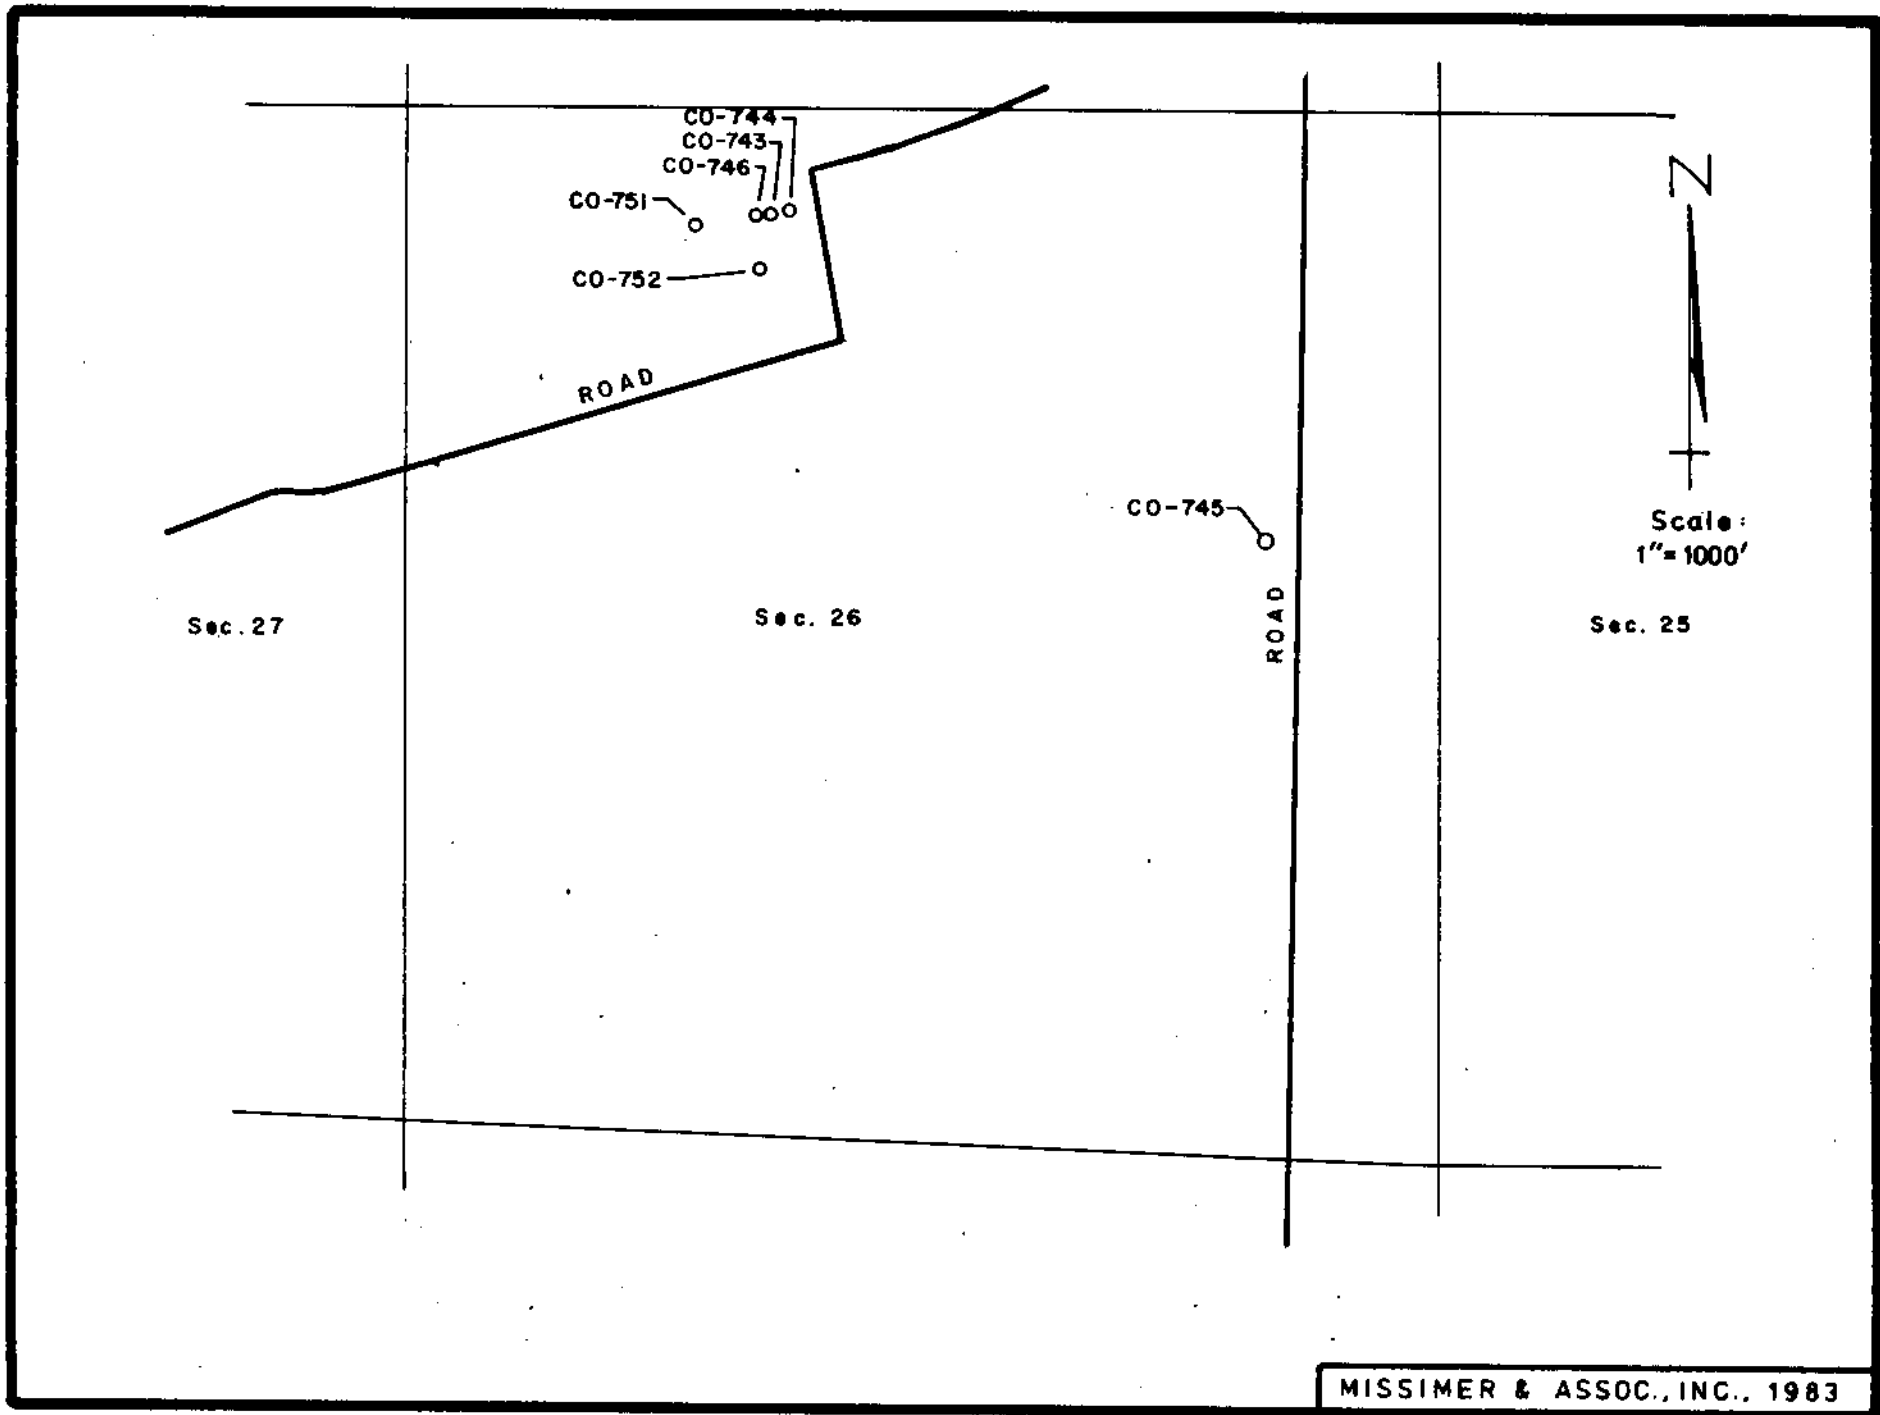 CO-744
CO-743
CO-746
CO-751
CO-752
ROAD
N
CO-745
Scale:
1"=1000'
ROAD
Sec. 27
Sec. 26
Sec. 25
MISSIMER & ASSOC., INC., 1983